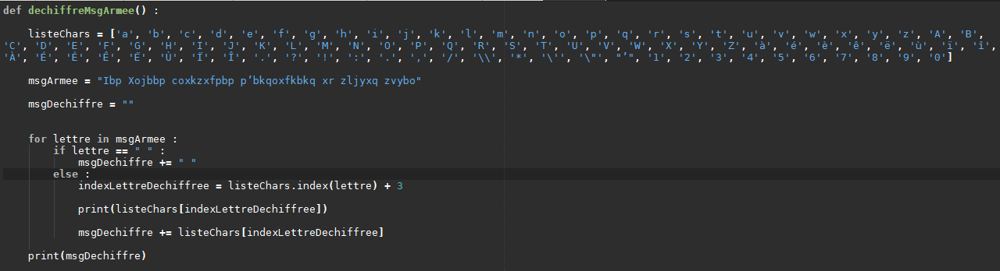 def dechiffreMsgArmee() :
listeChars = ['a', 'b', 'c', 'd', 'e', 'f', 'g', 'h', 'i', 'j', 'k', 'l', 'm', 'n', 'o', 'p', 'q', 'r', 's', 't', 'u', 'v', 'w', 'x', 'y', 'z', 'A', 'B',
'C', 'D', 'E', 'F', 'G', 'H', 'I', 'J', 'K', 'L', 'M', 'N', 'O', 'P', 'Q', 'R', 'S', 'T', 'U', 'V', 'W', 'X', 'Y', 'Z', 'à', 'é', 'è', 'ê', 'ë', 'ù', 'ï', 'î',
'À', 'É', 'È', 'Ê', 'Ë', 'Ù', 'Ï', 'Î', '.', '?', '!', ':', '.', ',', '/', '\\', '*', '\'', '\"', "’", '1', '2', '3', '4', '5', '6', '7', '8', '9', '0']
msgArmee = "Ibp Xojbbp coxkzxfpbp p’bkqoxfkbkq xr zljyxq zvybo"
msgDechiffre = ""
for lettre in msgArmee :
if lettre == " " :
msgDechiffre += " "
else :
indexLettreDechiffree = listeChars.index(lettre) + 3
print(listeChars[indexLettreDechiffree])
msgDechiffre += listeChars[indexLettreDechiffree]
print(msgDechiffre)